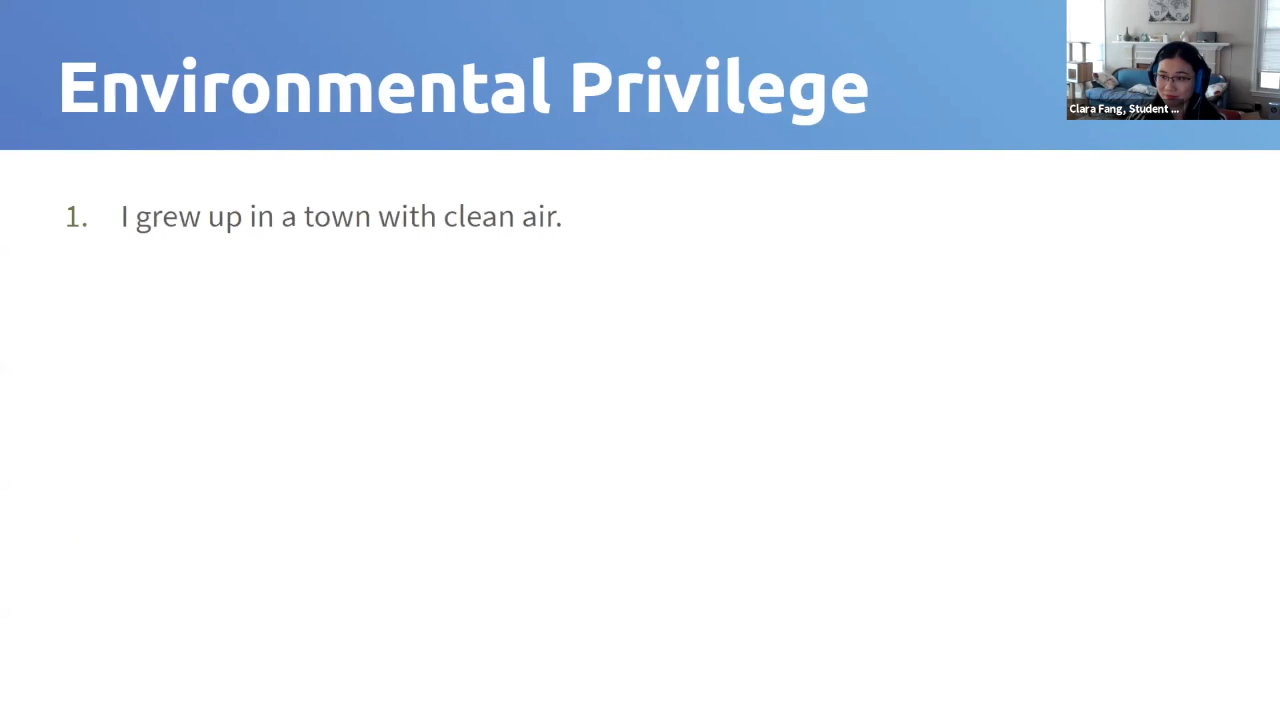 Environmental Privilege
Clara Fang, Student ...
1. I grew up in a town with clean air.